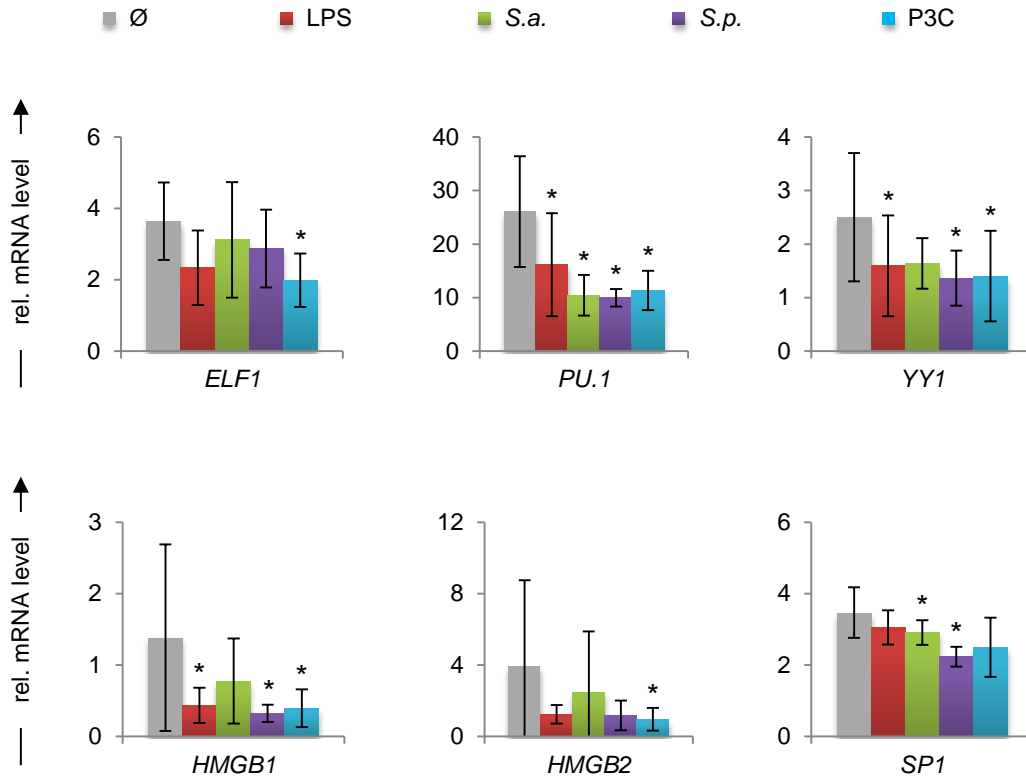 Ø LPS S.a. S.p. P3C
rel. mRNA level
6
4
2
0
*
ELF1
40
30
20
10
0
* * * *
PU.1
4
3
2
1
0
* * *
YY1
rel. mRNA level
3
2
1
0
* * *
HMGB1
12
8
4
0
*
HMGB2
6
4
2
0
* *
SP1